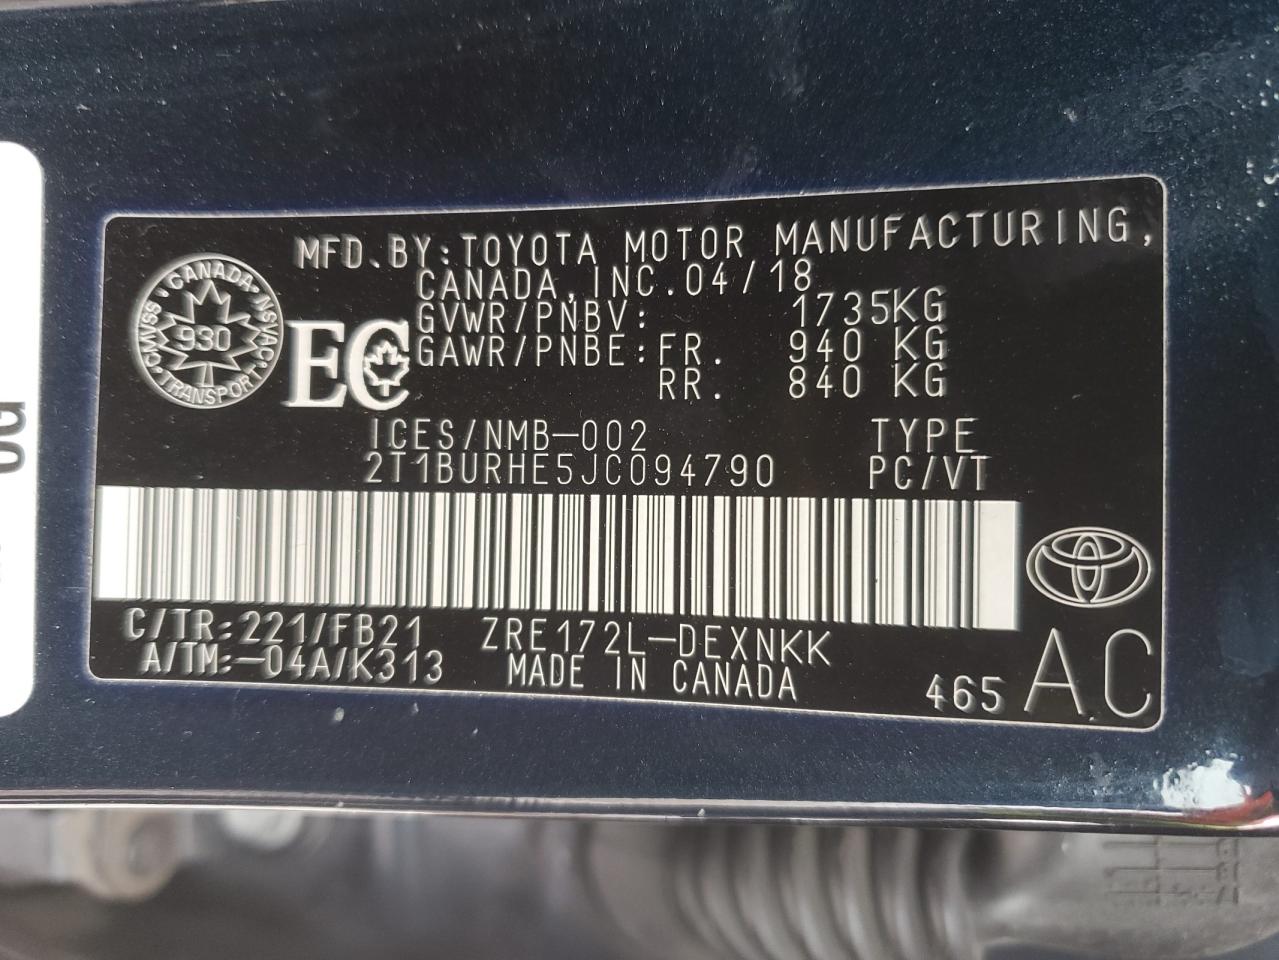 MFD. BY: TOYOTA MOTOR MANUFACTURING,
CANADA, INC. 04/18
GVWR/PNBV: 1735KG
GAWR/PNBE: FR. 940 KG
RR. 840 KG
CANADA
CMVSS NSVAC
930
TRANSPORT
EC
ICES/NMB-002 TYPE
2T1BURHE5JC094790 PC/VT
C/TR: 221/FB21 ZRE172L-DEXNKK
A/TM: -04A/K313 MADE IN CANADA
465 A.C